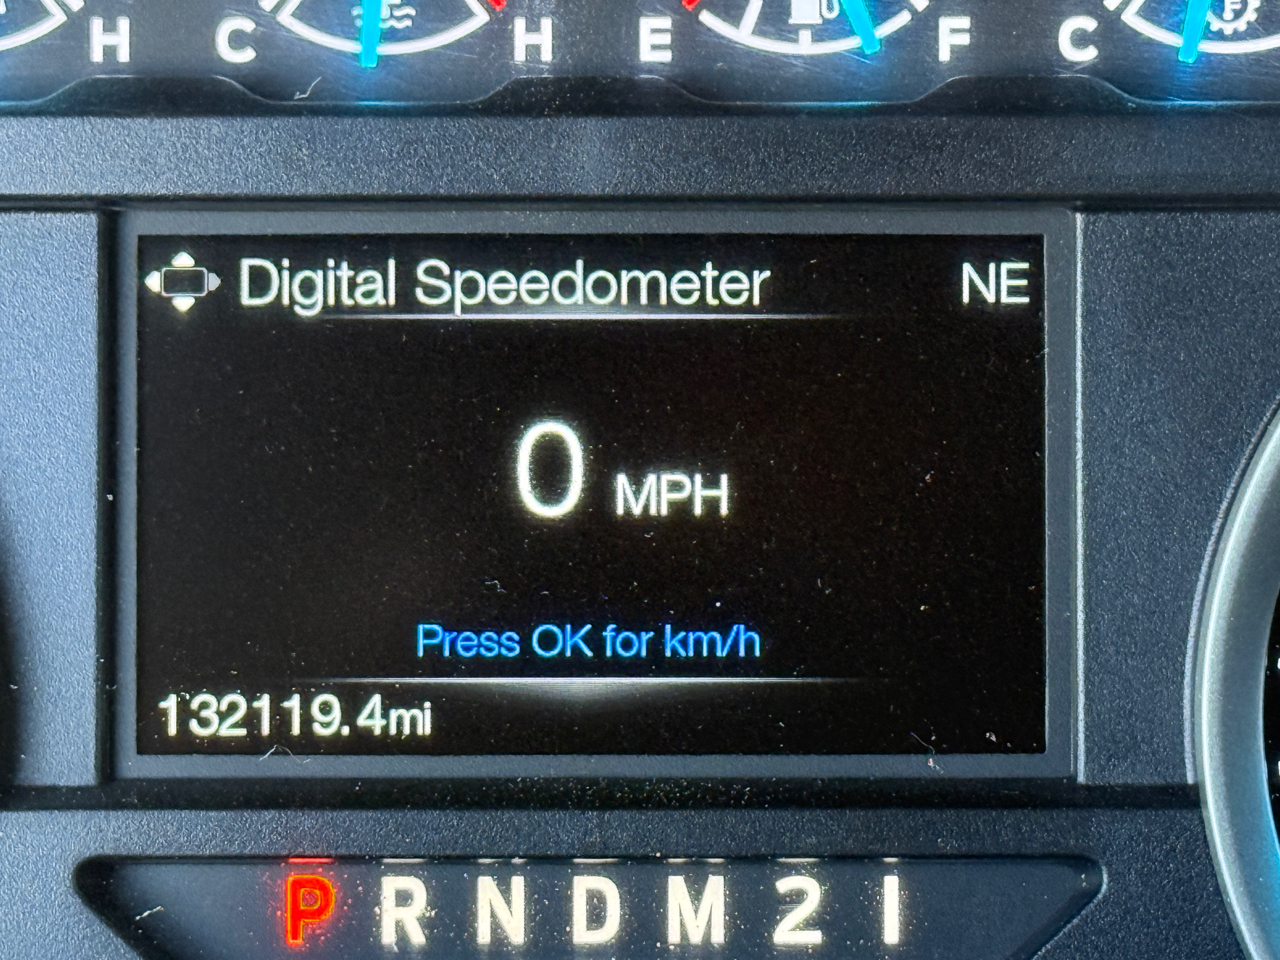 H C H E F C
Digital Speedometer NE
0 MPH
Press OK for km/h
132119.4mi
P R N D M 2 1